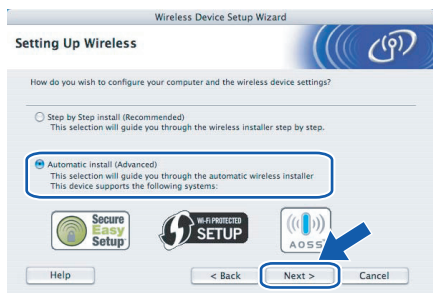 Wireless Device Setup Wizard
Setting Up Wireless
How do you wish to configure your computer and the wireless device settings?
Step by Step install (Recommended)
This selection will guide you through the wireless installer step by step.
Automatic install (Advanced)
This selection will guide you through the automatic wireless installer
This device supports the following systems:
Secure
Easy
Setup
WI-FI PROTECTED
SETUP
AOSS
Help
< Back
Next >
Cancel